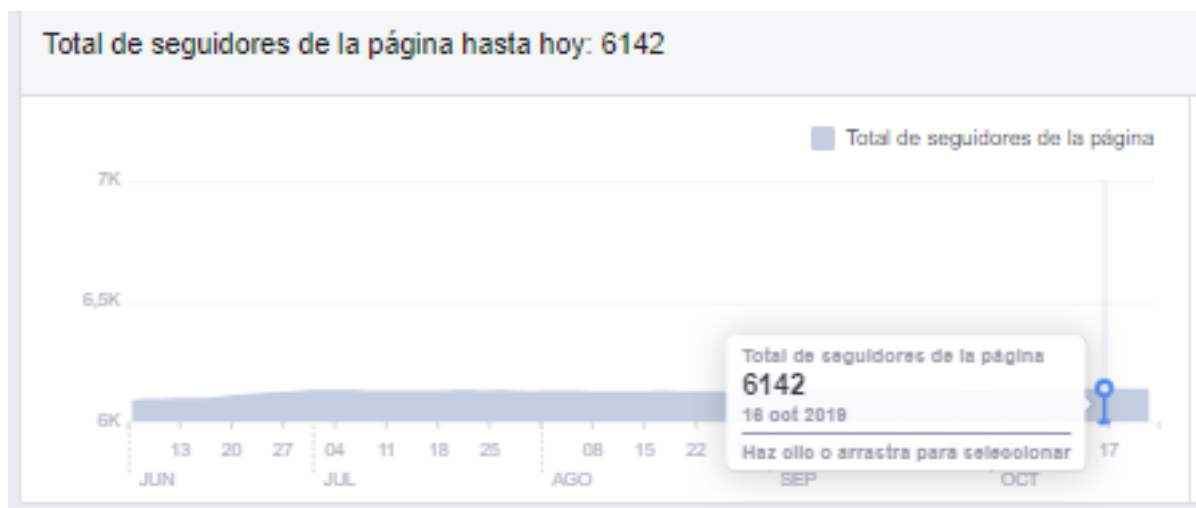 Total de seguidores de la página hasta hoy: 6142
Total de seguidores de la página
7K
6,5K
6K
Total de seguidores de la página
6142
16 oct 2019
Haz clic o arrastra para seleccionar
13 20 27 04 11 18 25 08 15 22 17
JUN JUL AGO SEP OCT